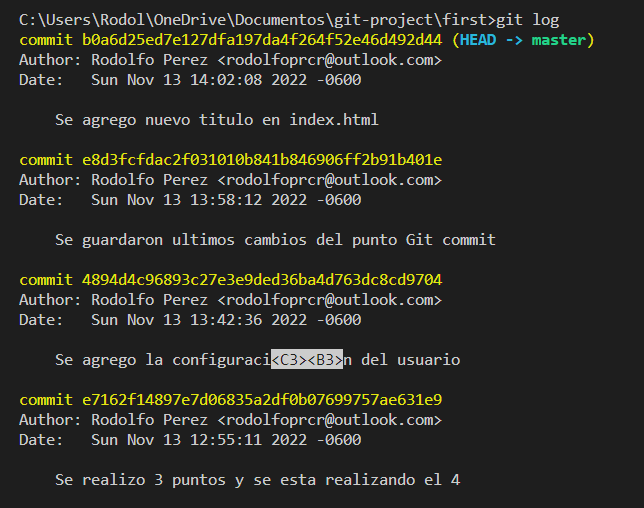 C:\Users\Rodol\OneDrive\Documentos\git-project\first>git log
commit b0a6d25ed7e127dfa197da4f264f52e46d492d44 (HEAD -> master)
Author: Rodolfo Perez <rodolfoprcr@outlook.com>
Date:   Sun Nov 13 14:02:08 2022 -0600
Se agrego nuevo titulo en index.html
commit e8d3fcfdac2f031010b841b846906ff2b91b401e
Author: Rodolfo Perez <rodolfoprcr@outlook.com>
Date:   Sun Nov 13 13:58:12 2022 -0600
Se guardaron ultimos cambios del punto Git commit
commit 4894d4c96893c27e3e9ded36ba4d763dc8cd9704
Author: Rodolfo Perez <rodolfoprcr@outlook.com>
Date:   Sun Nov 13 13:42:36 2022 -0600
Se agrego la configuraci<C3><B3>n del usuario
commit e7162f14897e7d06835a2df0b07699757ae631e9
Author: Rodolfo Perez <rodolfoprcr@outlook.com>
Date:   Sun Nov 13 12:55:11 2022 -0600
Se realizo 3 puntos y se esta realizando el 4